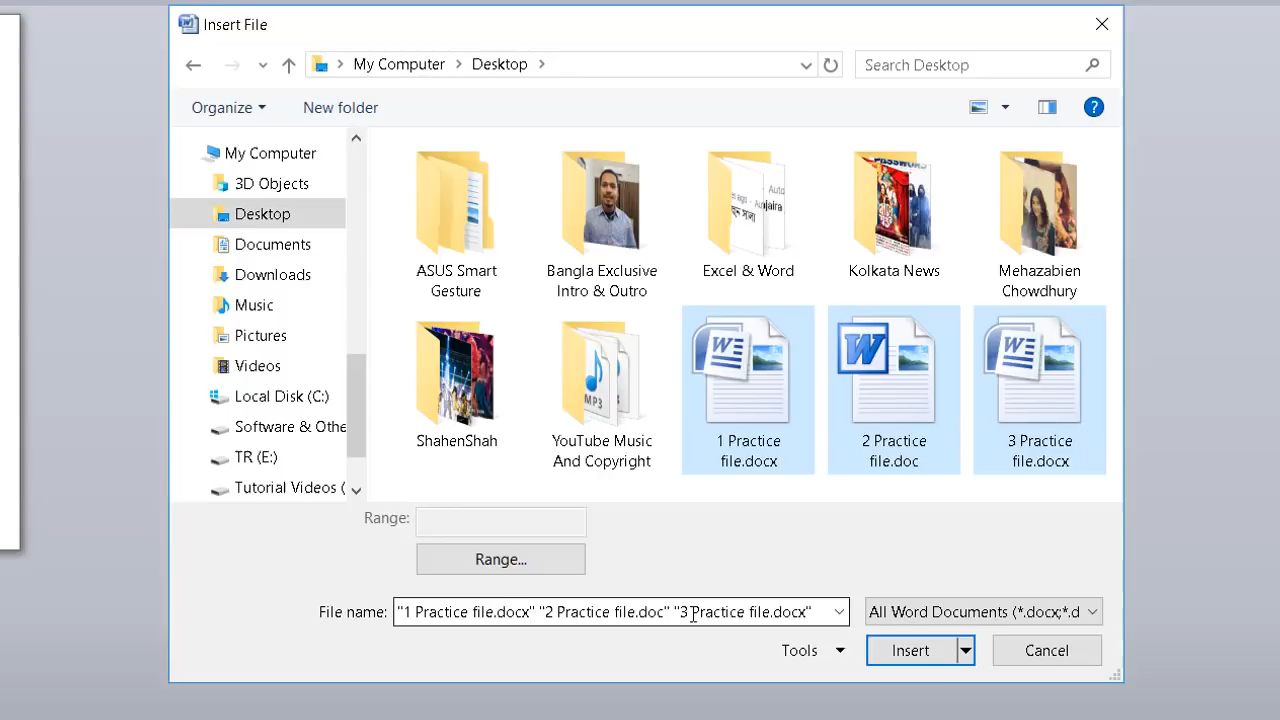 Insert File
My Computer
Desktop
Search Desktop
Organize
New folder
My Computer
3D Objects
Desktop
Documents
Downloads
Music
Pictures
Videos
Local Disk (C:)
Software & Othe
TR (E:)
Tutorial Videos (
ASUS Smart
Gesture
Bangla Exclusive
Intro & Outro
Excel & Word
Kolkata News
Mehazabien
Chowdhury
ShahenShah
MP3
YouTube Music
And Copyright
1 Practice
file.docx
2 Practice
file.doc
3 Practice
file.docx
Range:
Range...
File name:
"1 Practice file.docx" "2 Practice file.doc" "3 Practice file.docx"
All Word Documents (*.docx;*.d
Tools
Insert
Cancel